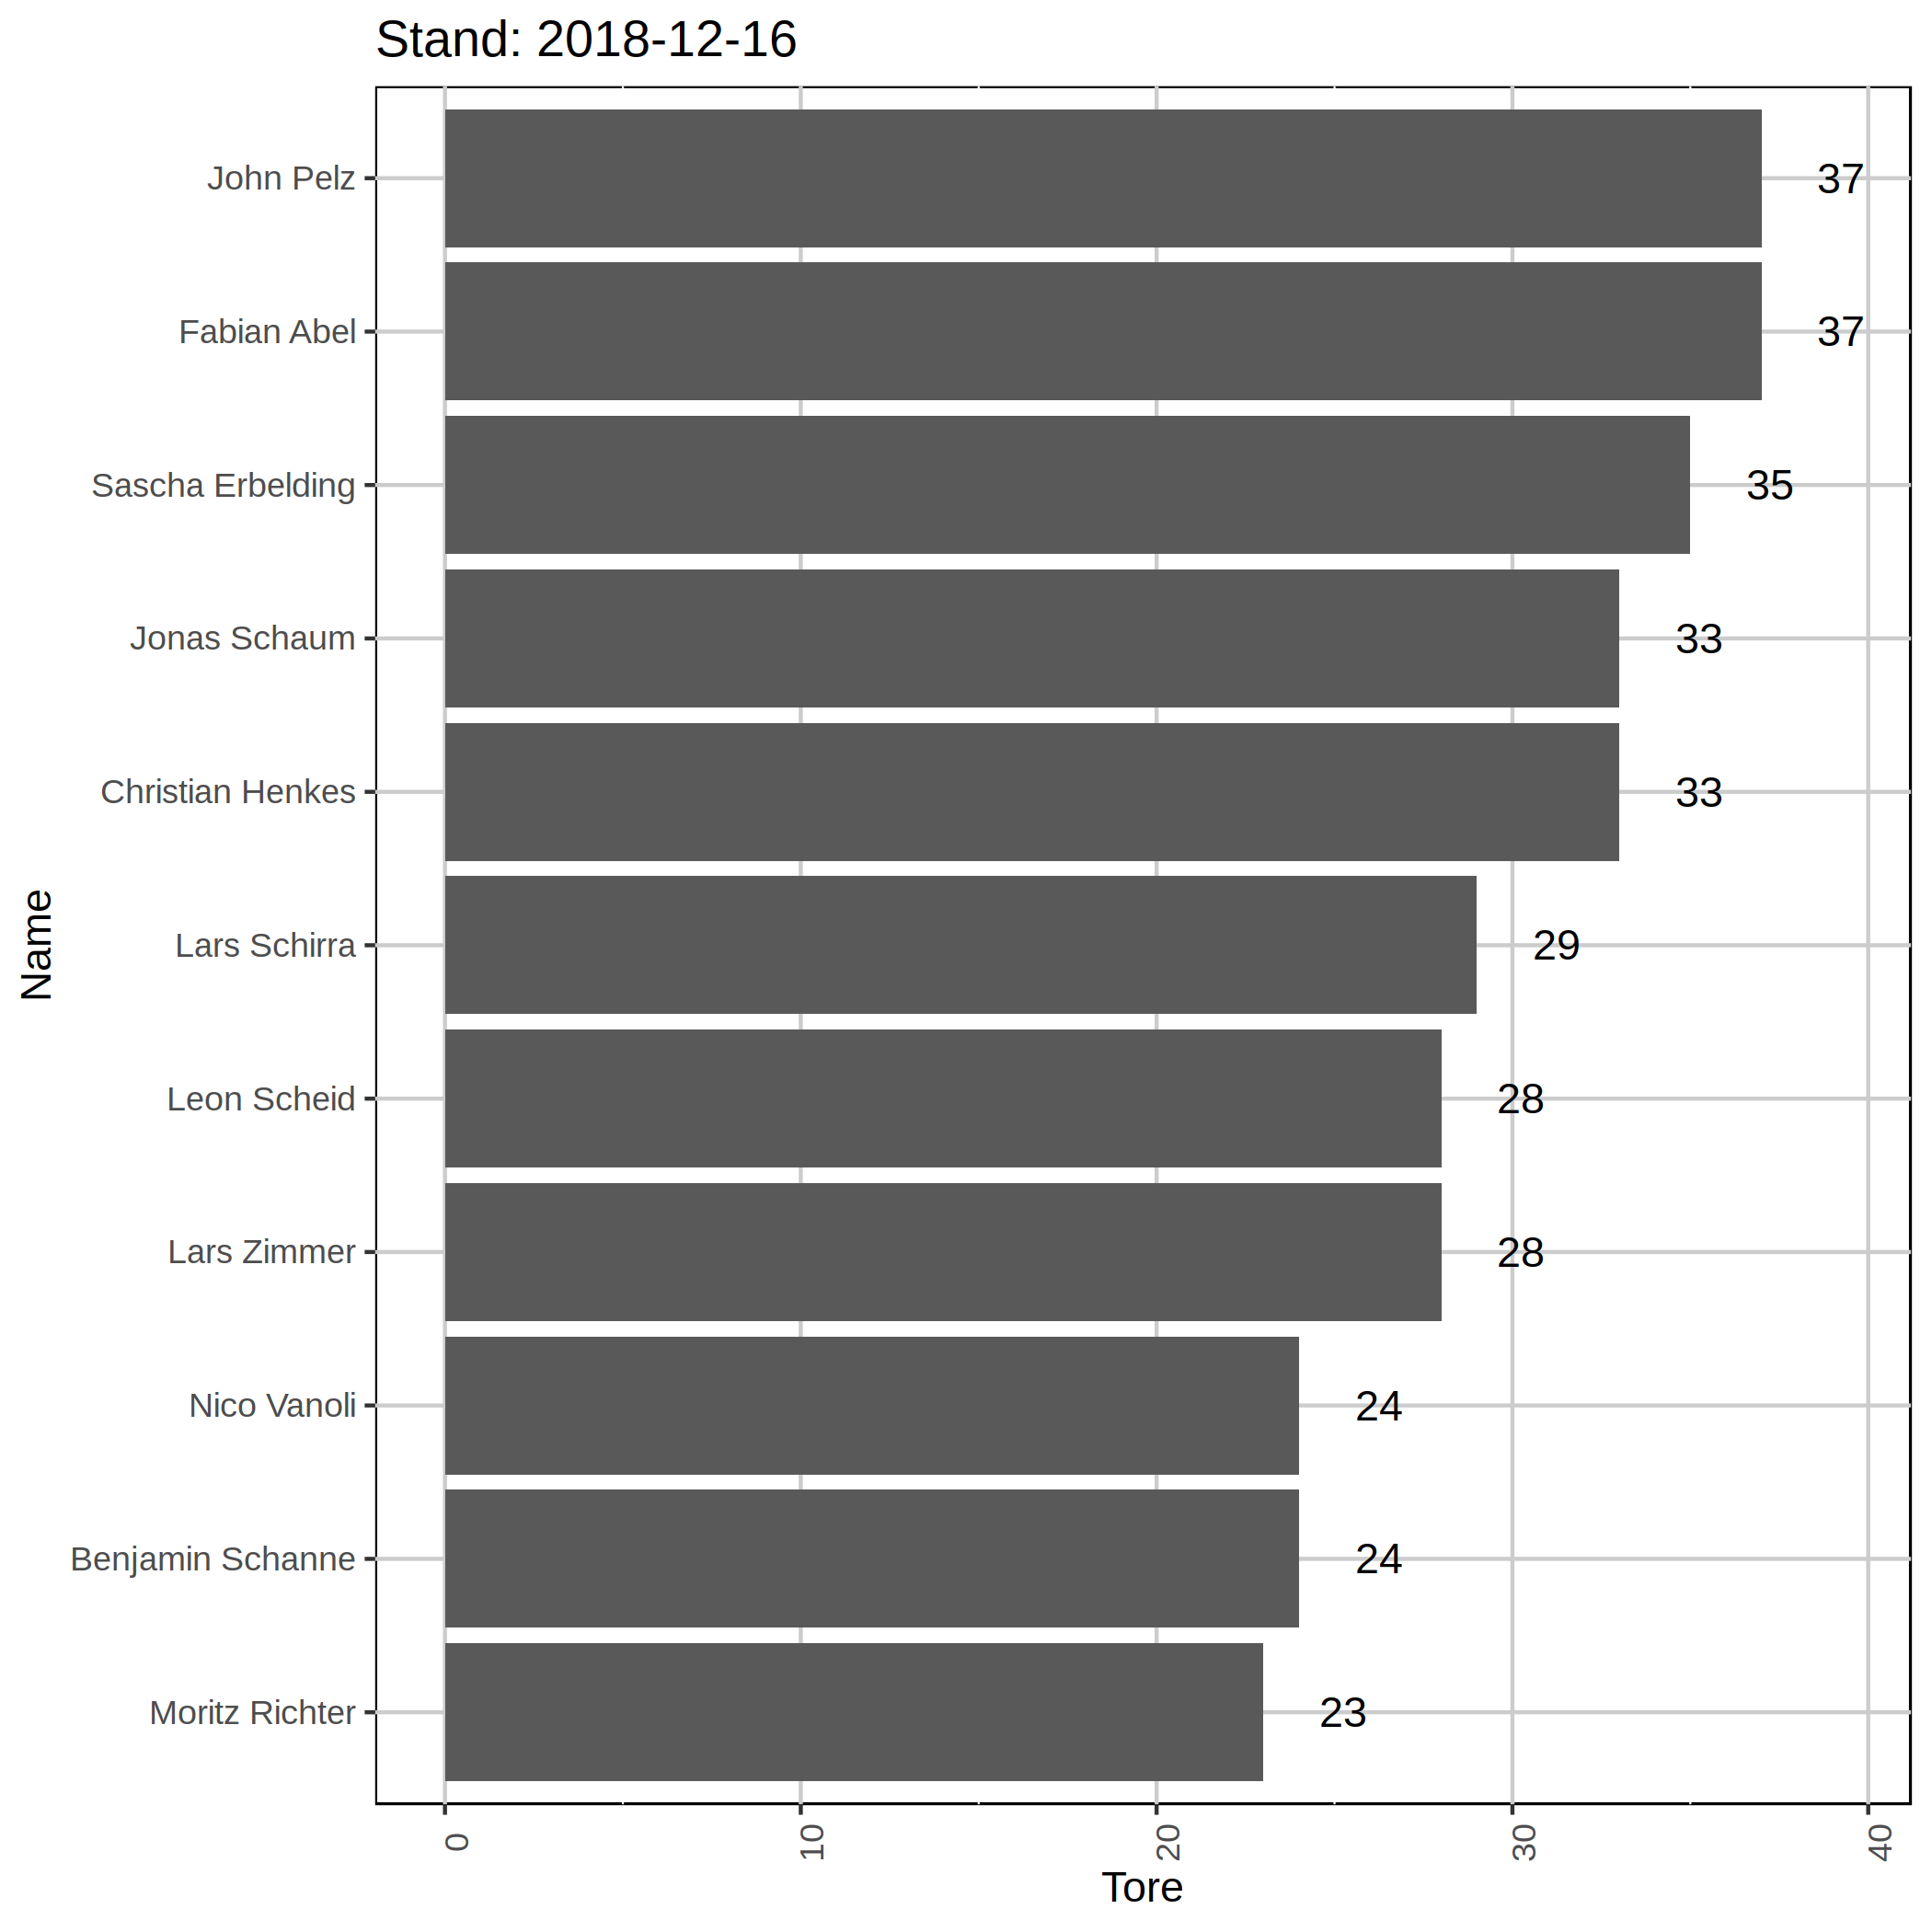 Stand: 2018-12-16
John Pelz 37
Fabian Abel 37
Sascha Erbelding 35
Jonas Schaum 33
Christian Henkes 33
Lars Schirra 29
Leon Scheid 28
Lars Zimmer 28
Nico Vanoli 24
Benjamin Schanne 24
Moritz Richter 23
Name
0 10 20 30 40
Tore